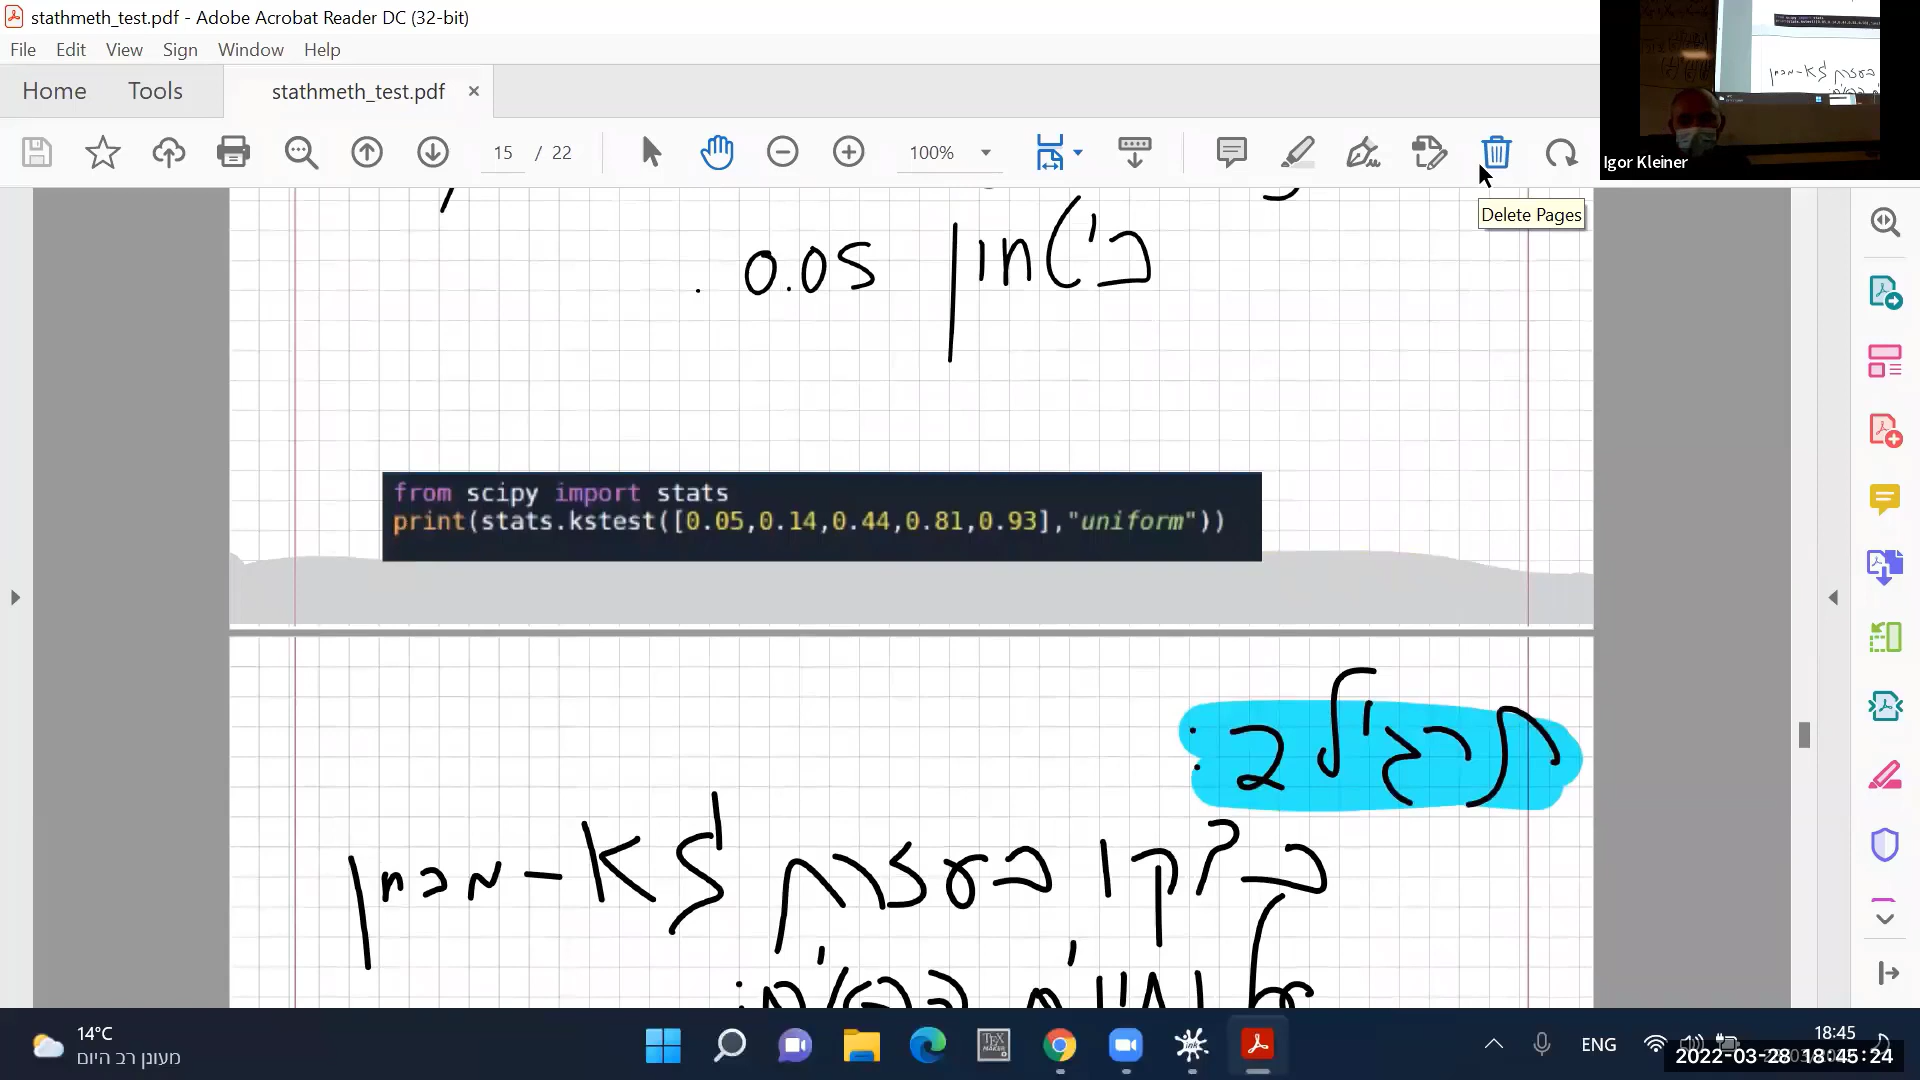 stathmeth_test.pdf - Adobe Acrobat Reader DC (32-bit)
File Edit View Sign Window Help
Home Tools stathmeth_test.pdf ×
15 / 22 100%
Igor Kleiner
Delete Pages
0.05
from scipy import stats
print(stats.kstest([0.05,0.14,0.44,0.81,0.93],"uniform"))
תרגיל 2 :
בדקו בעזרת KS - מבחן
14°C
מעונן רב היום
ENG
18:45
2022-03-28 18:45:24